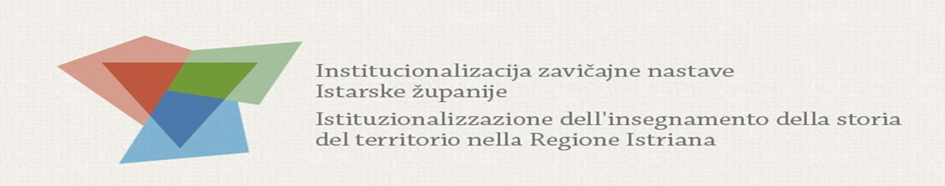 Institucionalizacija zavičajne nastave
Istarske županije
Istituzionalizzazione dell'insegnamento della storia
del territorio nella Regione Istriana